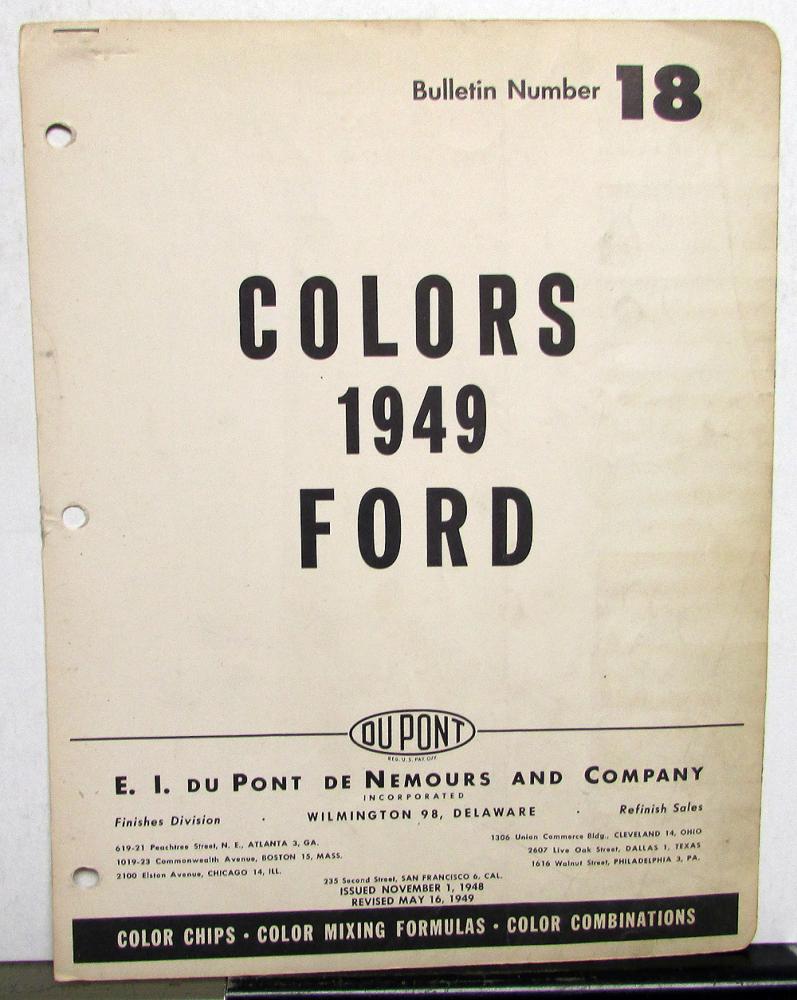 Bulletin Number 18
COLORS
1949
FORD
DU PONT
REG. U.S. PAT. OFF.
E. I. DU PONT DE NEMOURS AND COMPANY
INCORPORATED
Finishes Division · WILMINGTON 98, DELAWARE · Refinish Sales
619-21 Peachtree Street, N. E., ATLANTA 3, GA.
1306 Union Commerce Bldg., CLEVELAND 14, OHIO
1019-23 Commonwealth Avenue, BOSTON 15, MASS.
2607 Live Oak Street, DALLAS 1, TEXAS
2100 Elston Avenue, CHICAGO 14, ILL.
1616 Walnut Street, PHILADELPHIA 3, PA.
235 Second Street, SAN FRANCISCO 6, CAL.
ISSUED NOVEMBER 1, 1948
REVISED MAY 16, 1949
COLOR CHIPS · COLOR MIXING FORMULAS · COLOR COMBINATIONS